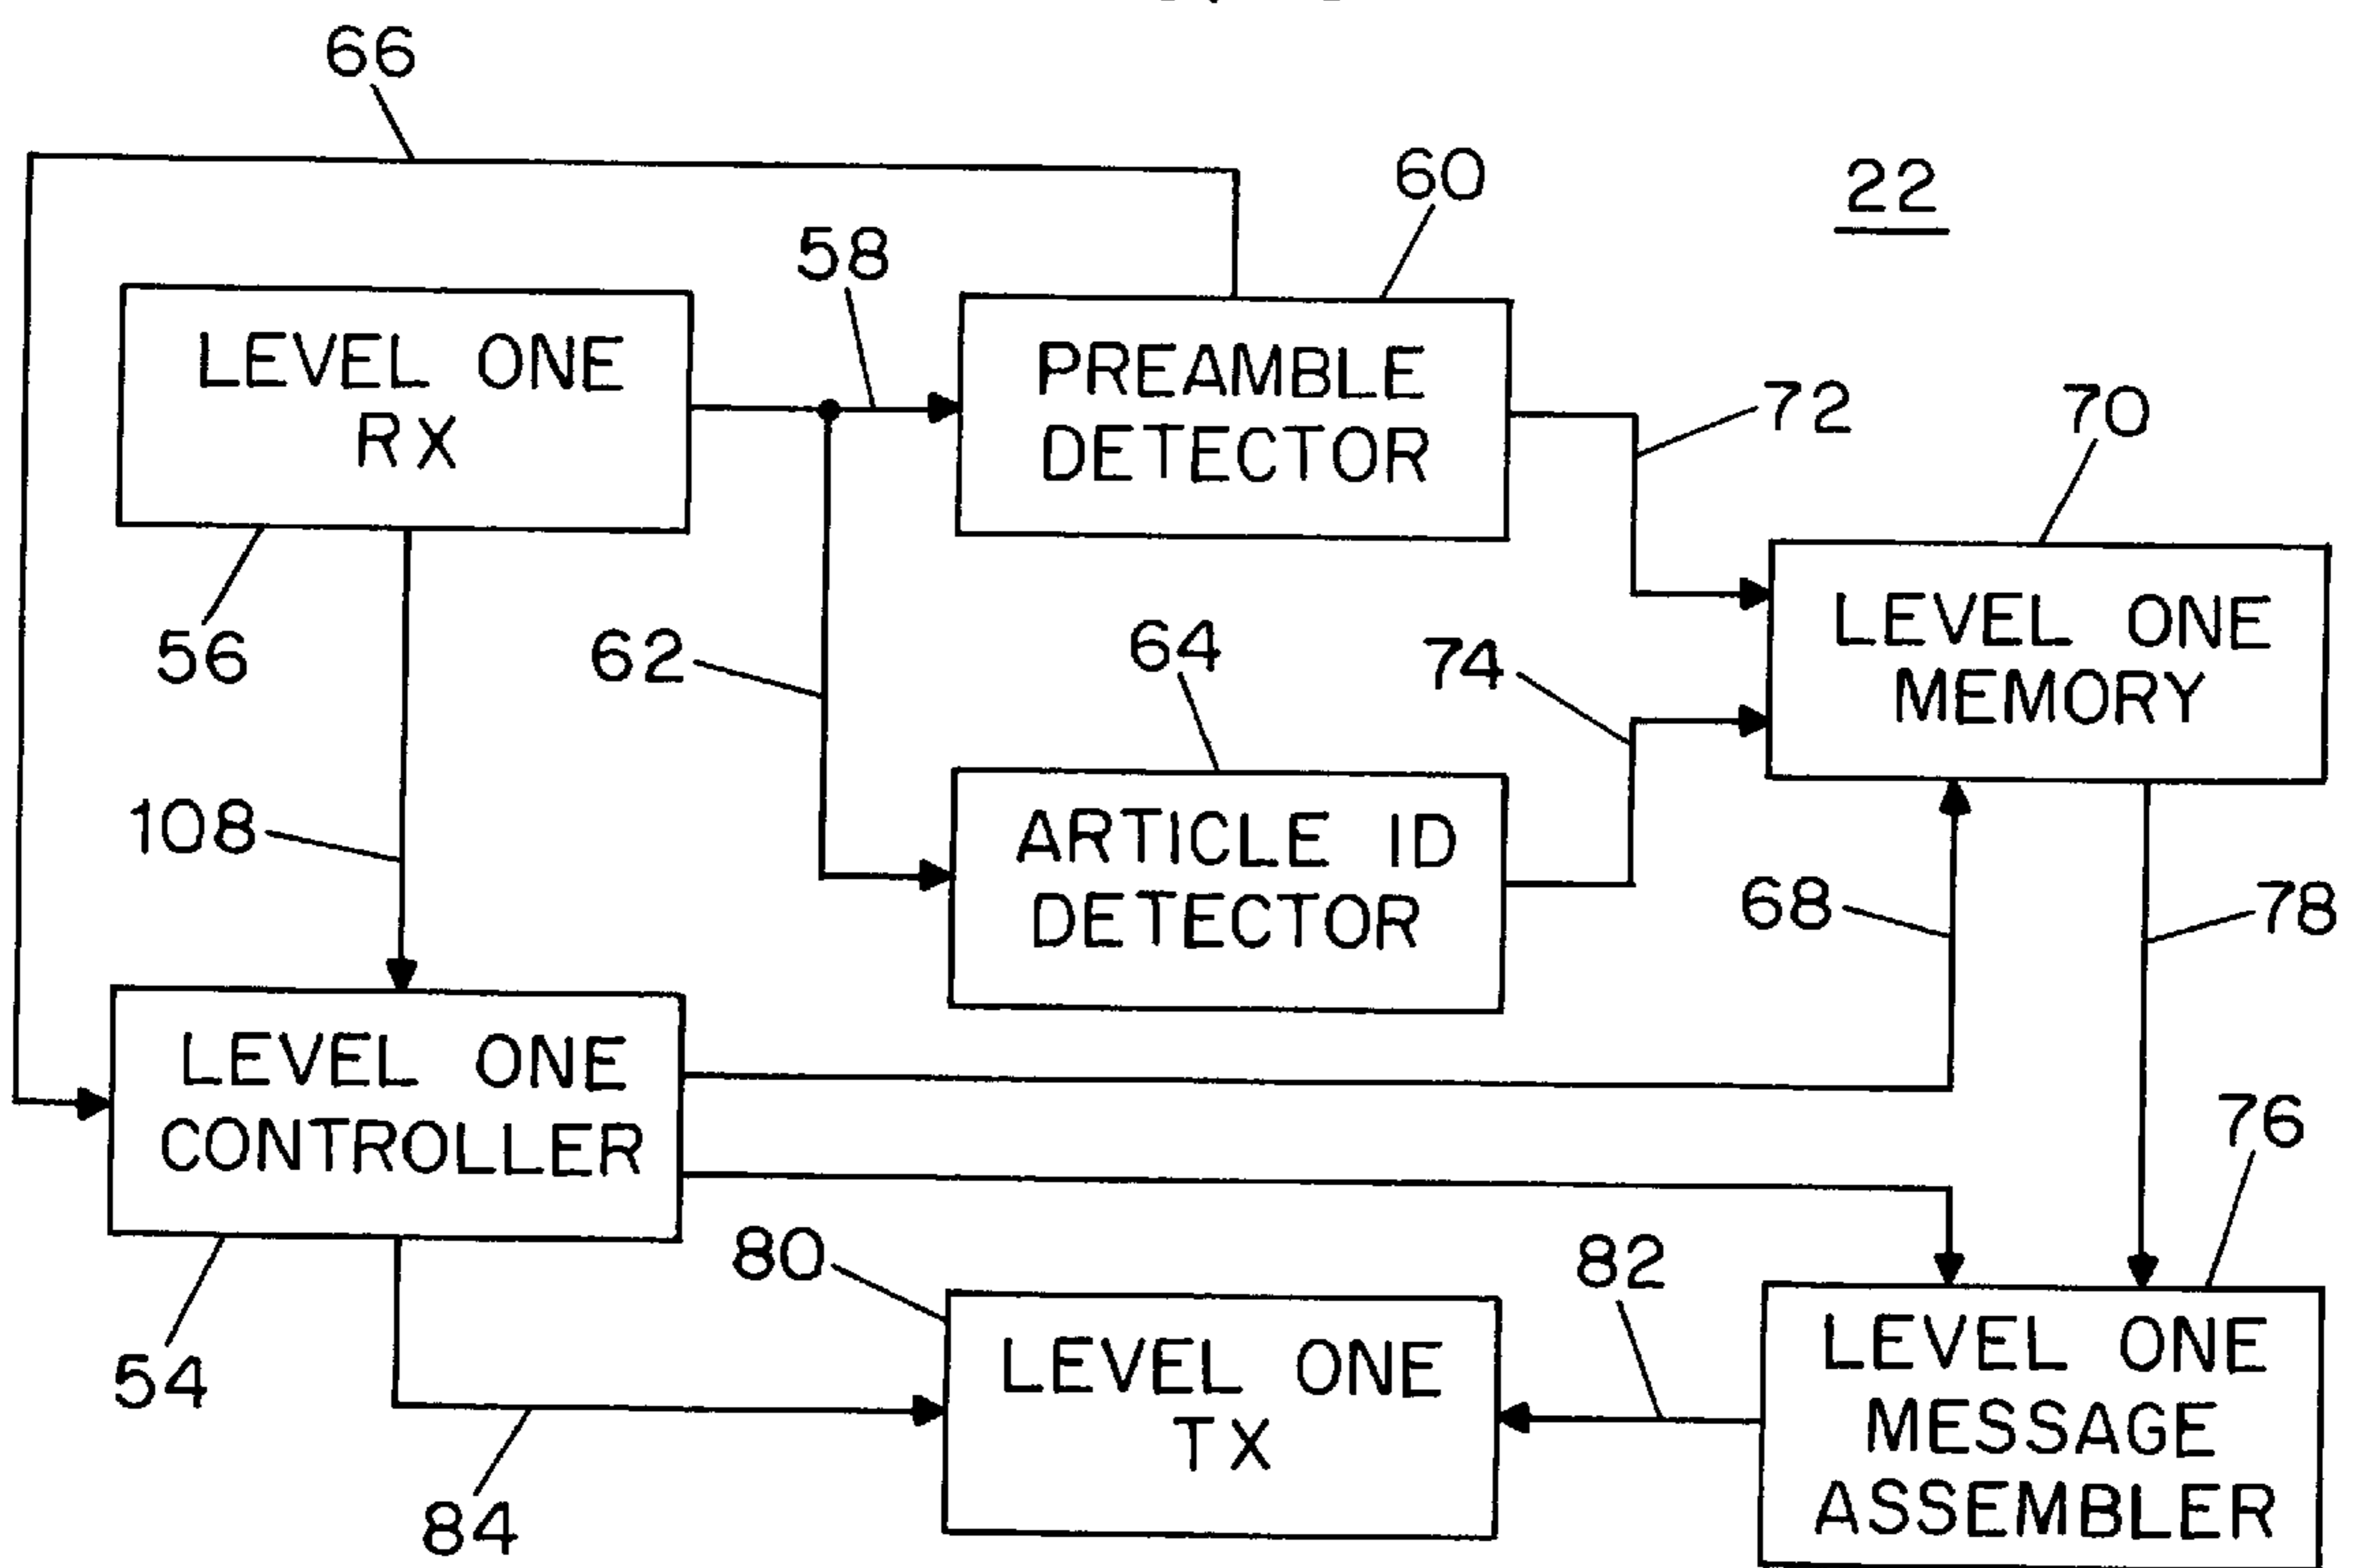 66
60
22
58
LEVEL ONE
RX
PREAMBLE
DETECTOR
72
70
56
62
64
74
LEVEL ONE
MEMORY
108
ARTICLE ID
DETECTOR
68
78
LEVEL ONE
CONTROLLER
76
54
80
82
LEVEL ONE
TX
LEVEL ONE
MESSAGE
ASSEMBLER
84